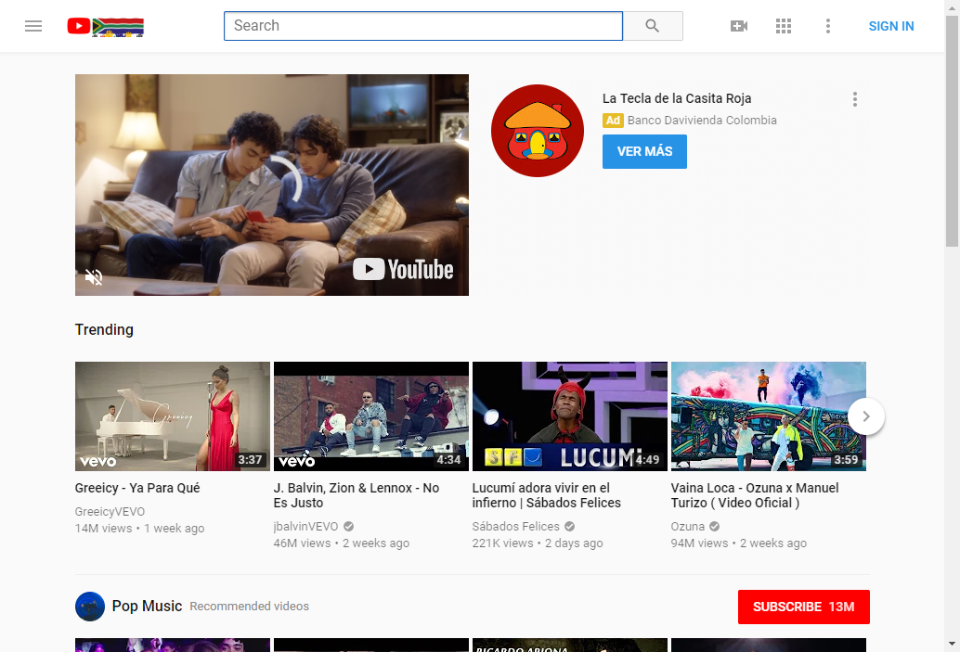 Search
SIGN IN
YouTube
La Tecla de la Casita Roja
Ad Banco Davivienda Colombia
VER MÁS
Trending
Greeicy
vevo 3:37
vevo 4:34
SFL LUCUMÍ 4:49
3:59
Greeicy - Ya Para Qué
GreeicyVEVO
14M views • 1 week ago
J. Balvin, Zion & Lennox - No
Es Justo
jbalvinVEVO
46M views • 2 weeks ago
Lucumí adora vivir en el
infierno | Sábados Felices
Sábados Felices
221K views • 2 days ago
Vaina Loca - Ozuna x Manuel
Turizo ( Video Oficial )
Ozuna
94M views • 2 weeks ago
Pop Music Recommended videos
SUBSCRIBE 13M
RICARDO ARJONA